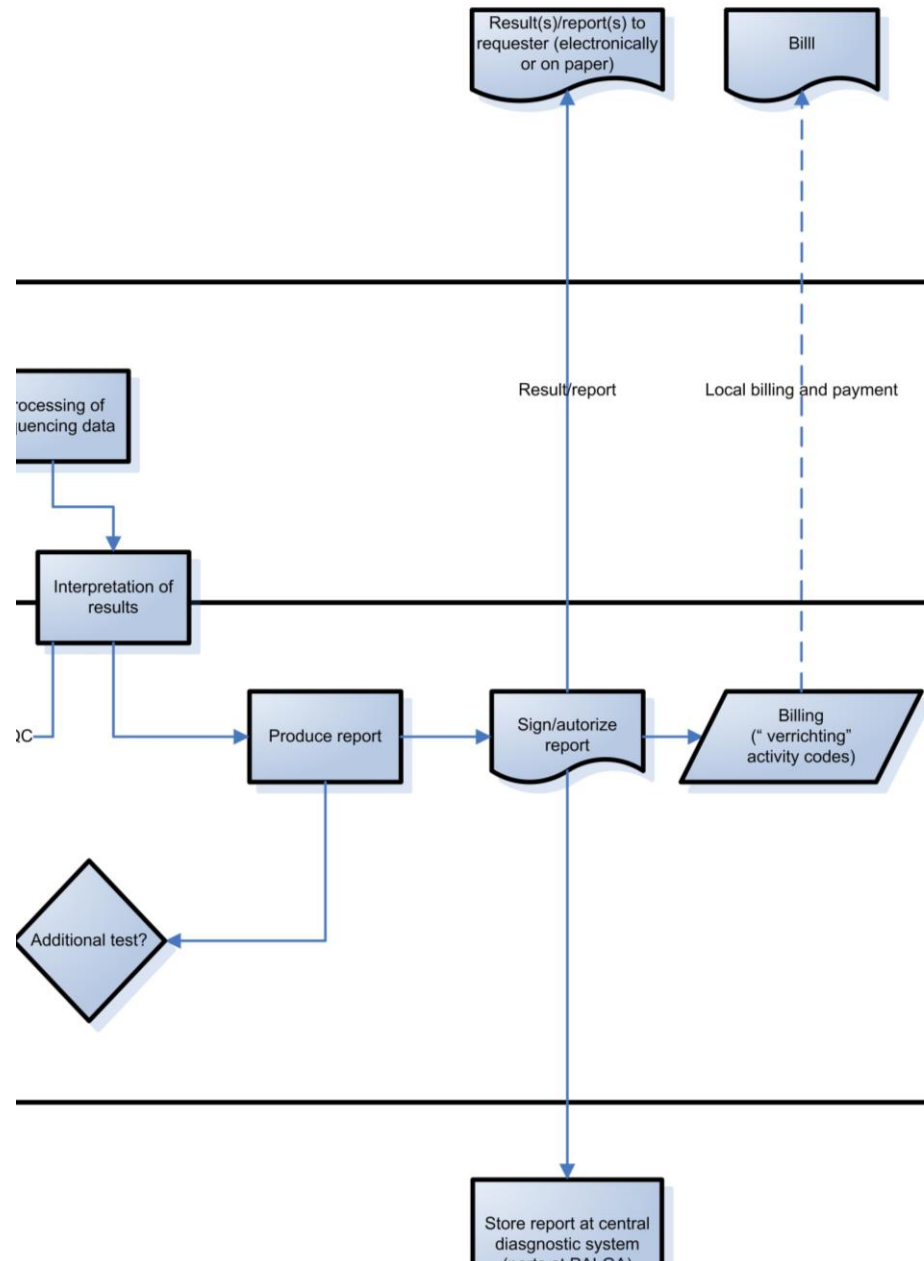 Result(s)/report(s) to
requester (electronically
or on paper)
Billl
Result/report
Local billing and payment
rocessing of
quencing data
Interpretation of
results
QC
Produce report
Sign/autorize
report
Billing
(“ verrichting”
activity codes)
Additional test?
Store report at central
diasgnostic system